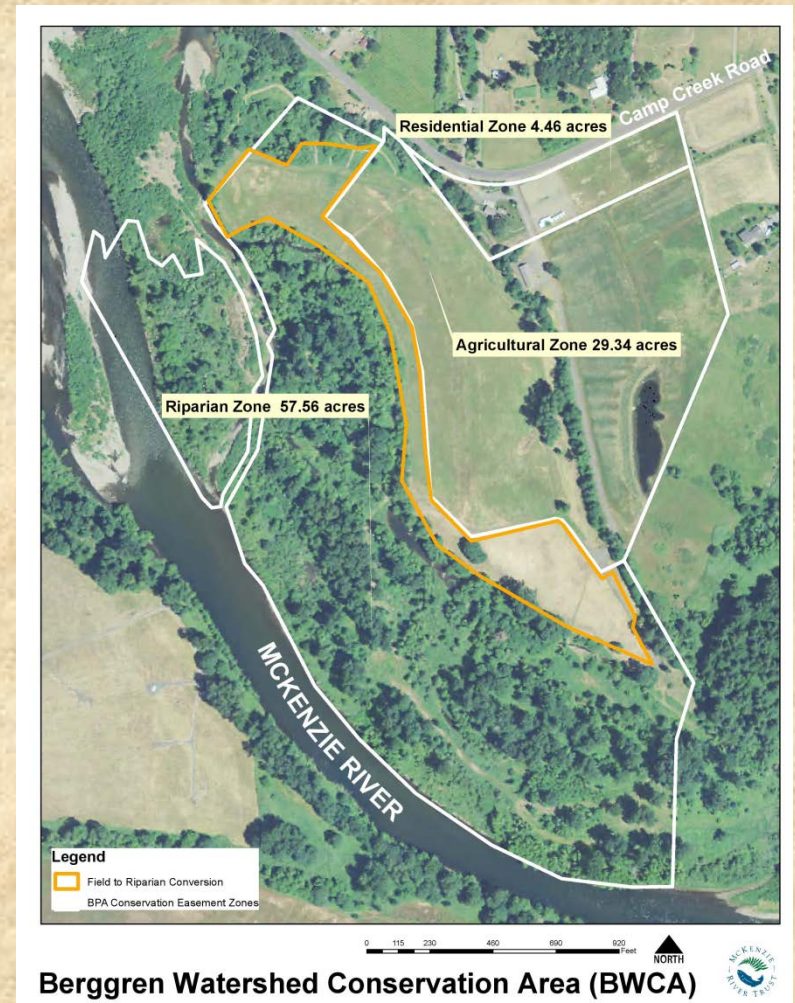 Camp Creek Road
Residential Zone 4.46 acres
Agricultural Zone 29.34 acres
Riparian Zone 57.56 acres
MCKENZIE RIVER
Legend
Field to Riparian Conversion
BPA Conservation Easement Zones
0 115 230 460 690 920
Feet
NORTH
Berggren Watershed Conservation Area (BWCA)
MCKENZIE
RIVER TRUST